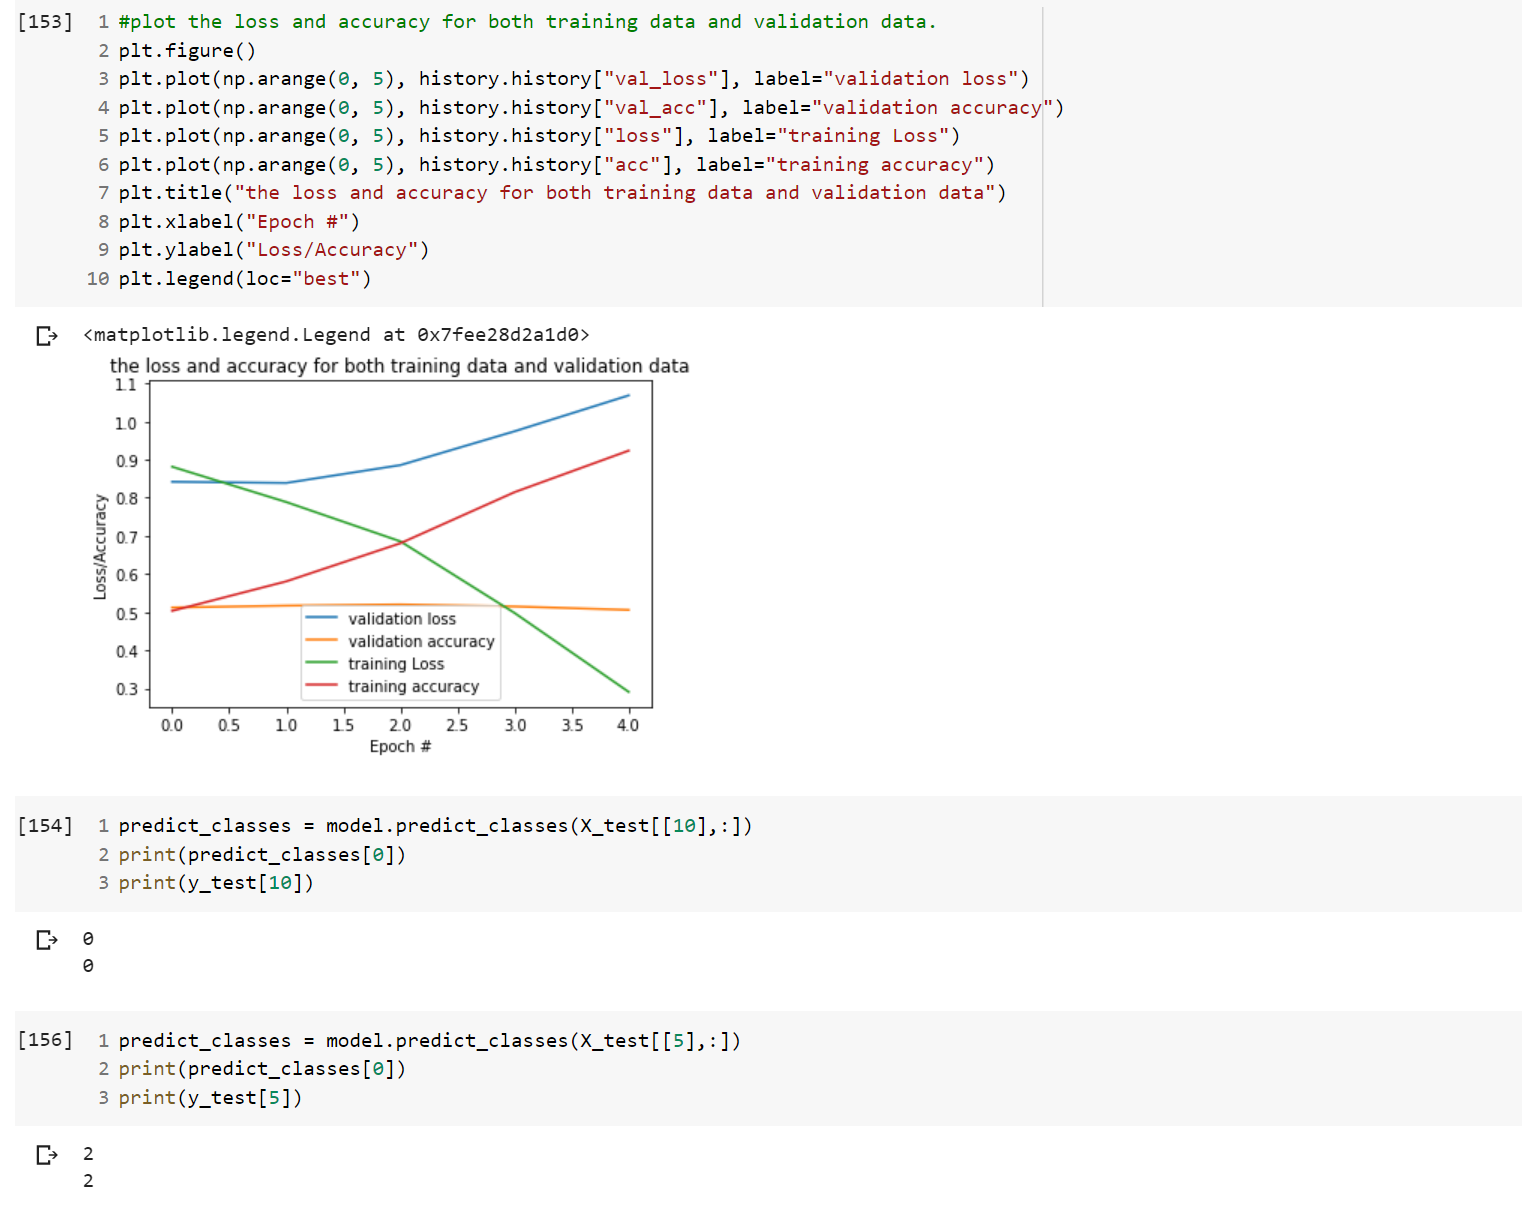 [153] 1 #plot the loss and accuracy for both training data and validation data.
2 plt.figure()
3 plt.plot(np.arange(0, 5), history.history["val_loss"], label="validation loss")
4 plt.plot(np.arange(0, 5), history.history["val_acc"], label="validation accuracy")
5 plt.plot(np.arange(0, 5), history.history["loss"], label="training Loss")
6 plt.plot(np.arange(0, 5), history.history["acc"], label="training accuracy")
7 plt.title("the loss and accuracy for both training data and validation data")
8 plt.xlabel("Epoch #")
9 plt.ylabel("Loss/Accuracy")
10 plt.legend(loc="best")
<matplotlib.legend.Legend at 0x7fee28d2a1d0>
the loss and accuracy for both training data and validation data
1.1
1.0
0.9
0.8
0.7
0.6
0.5
0.4
0.3
Loss/Accuracy
validation loss
validation accuracy
training Loss
training accuracy
0.0 0.5 1.0 1.5 2.0 2.5 3.0 3.5 4.0
Epoch #
[154] 1 predict_classes = model.predict_classes(X_test[[10],:])
2 print(predict_classes[0])
3 print(y_test[10])
0
0
[156] 1 predict_classes = model.predict_classes(X_test[[5],:])
2 print(predict_classes[0])
3 print(y_test[5])
2
2